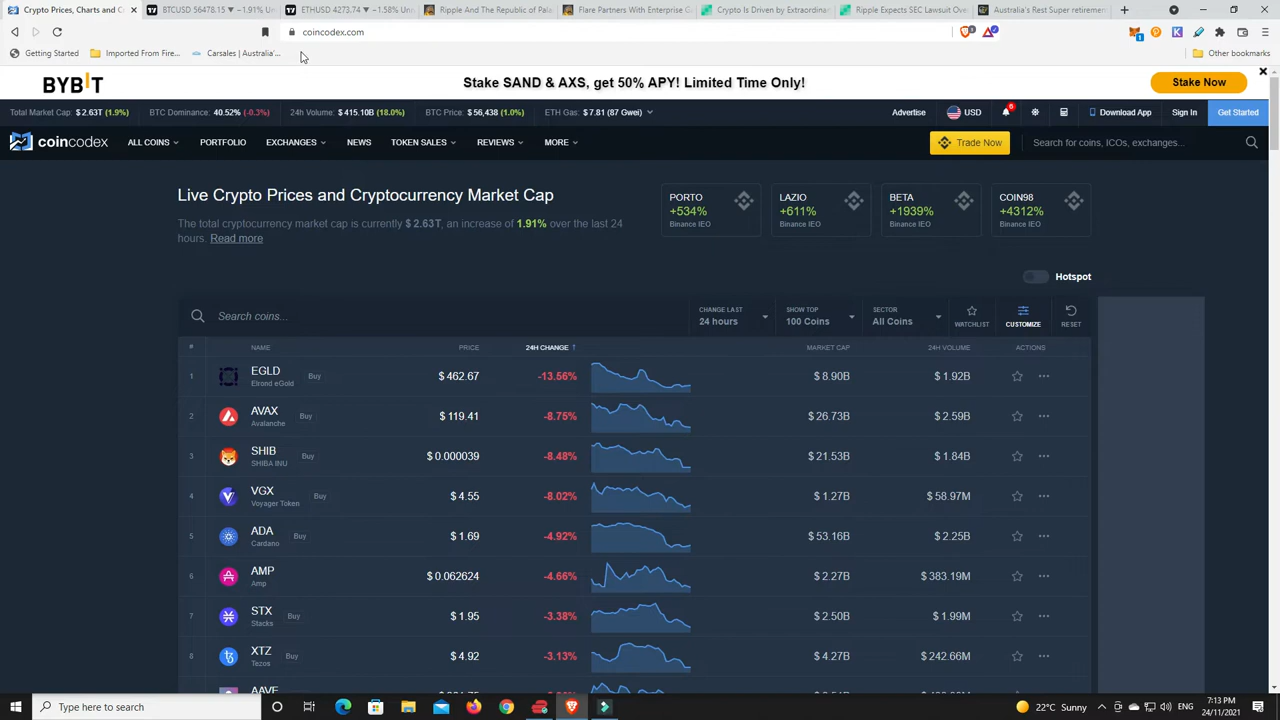 Crypto Prices, Charts and Cr
BTCUSD 56478.15 ▼ −1.91% Un
ETHUSD 4273.74 ▼ −1.58% Un
Ripple And The Republic of Pala
Flare Partners With Enterprise G
Crypto Is Driven by Extraordinar
Ripple Expects SEC Lawsuit Over
Australia's Rest Super retiremen
coincodex.com
Getting Started
Imported From Fire...
Carsales | Australia'...
Other bookmarks
BYBIT
Stake SAND & AXS, get 50% APY! Limited Time Only!
Stake Now
Total Market Cap: $ 2.63T (1.9%)
BTC Dominance: 40.52% (-0.3%)
24h Volume: $ 415.10B (18.0%)
BTC Price: $ 56,438 (1.0%)
ETH Gas: $ 7.81 (87 Gwei)
Advertise
USD
6
Download App
Sign In
Get Started
coincodex
ALL COINS
PORTFOLIO
EXCHANGES
NEWS
TOKEN SALES
REVIEWS
MORE
Trade Now
Search for coins, ICOs, exchanges...
Live Crypto Prices and Cryptocurrency Market Cap
The total cryptocurrency market cap is currently $ 2.63T, an increase of 1.91% over the last 24
hours. Read more
PORTO
+534%
Binance IEO
LAZIO
+611%
Binance IEO
BETA
+1939%
Binance IEO
COIN98
+4312%
Binance IEO
Hotspot
Search coins...
CHANGE LAST
24 hours
SHOW TOP
100 Coins
SECTOR
All Coins
WATCHLIST
CUSTOMIZE
RESET
# NAME PRICE 24H CHANGE ↑ MARKET CAP 24H VOLUME ACTIONS
1 EGLD Buy $ 462.67 -13.56% $ 8.90B $ 1.92B
Elrond eGold
2 AVAX Buy $ 119.41 -8.75% $ 26.73B $ 2.59B
Avalanche
3 SHIB Buy $ 0.000039 -8.48% $ 21.53B $ 1.84B
SHIBA INU
4 VGX Buy $ 4.55 -8.02% $ 1.27B $ 58.97M
Voyager Token
5 ADA Buy $ 1.69 -4.92% $ 53.16B $ 2.25B
Cardano
6 AMP $ 0.062624 -4.66% $ 2.27B $ 383.19M
Amp
7 STX Buy $ 1.95 -3.38% $ 2.50B $ 1.99M
Stacks
8 XTZ Buy $ 4.92 -3.13% $ 4.27B $ 242.66M
Tezos
AAVE
Type here to search
22°C Sunny
ENG
7:13 PM
24/11/2021